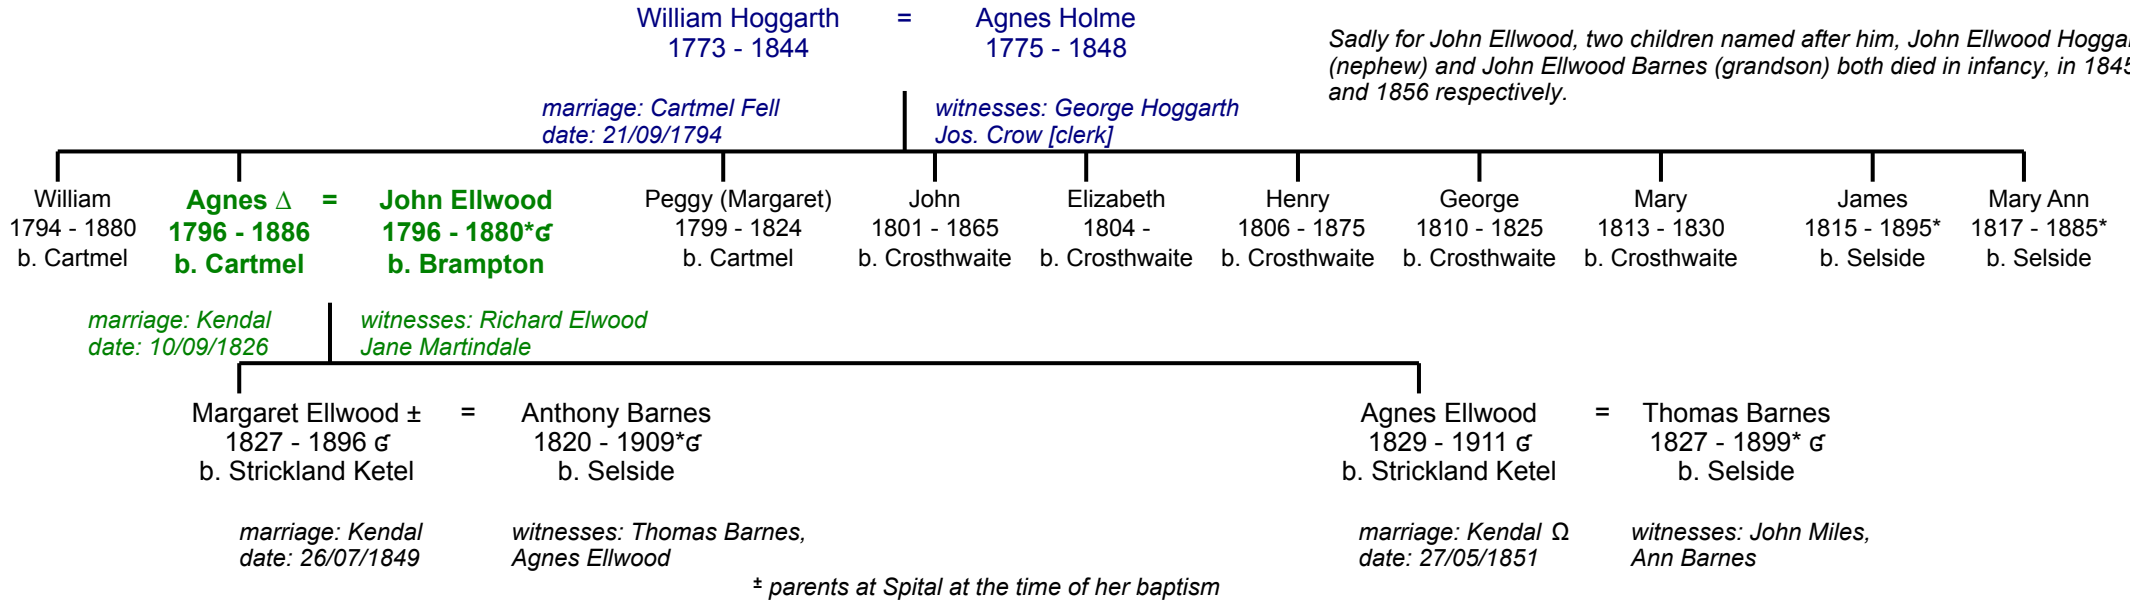 William Hoggarth = Agnes Holme
1773 - 1844 1775 - 1848
Sadly for John Ellwood, two children named after him, John Ellwood
(nephew) and John Ellwood Barnes (grandson) both died in infancy, in 1845
and 1856 respectively.
marriage: Cartmel Fell
date: 21/09/1794
witnesses: George Hoggarth
Jos. Crow [clerk]
William
1794 - 1880
b. Cartmel
Agnes Δ = John Ellwood
1796 - 1886 1796 - 1880*ʛ
b. Cartmel b. Brampton
Peggy (Margaret)
1799 - 1824
b. Cartmel
John
1801 - 1865
b. Crosthwaite
Elizabeth
1804 -
b. Crosthwaite
Henry
1806 - 1875
b. Crosthwaite
George
1810 - 1825
b. Crosthwaite
Mary
1813 - 1830
b. Crosthwaite
James
1815 - 1895*
b. Selside
Mary Ann
1817 - 1885*
b. Selside
marriage: Kendal
date: 10/09/1826
witnesses: Richard Elwood
Jane Martindale
Margaret Ellwood ± = Anthony Barnes
1827 - 1896 ʛ 1820 - 1909*ʛ
b. Strickland Ketel b. Selside
Agnes Ellwood = Thomas Barnes
1829 - 1911 ʛ 1827 - 1899* ʛ
b. Strickland Ketel b. Selside
marriage: Kendal
date: 26/07/1849
witnesses: Thomas Barnes,
Agnes Ellwood
marriage: Kendal Ω
date: 27/05/1851
witnesses: John Miles,
Ann Barnes
± parents at Spital at the time of her baptism